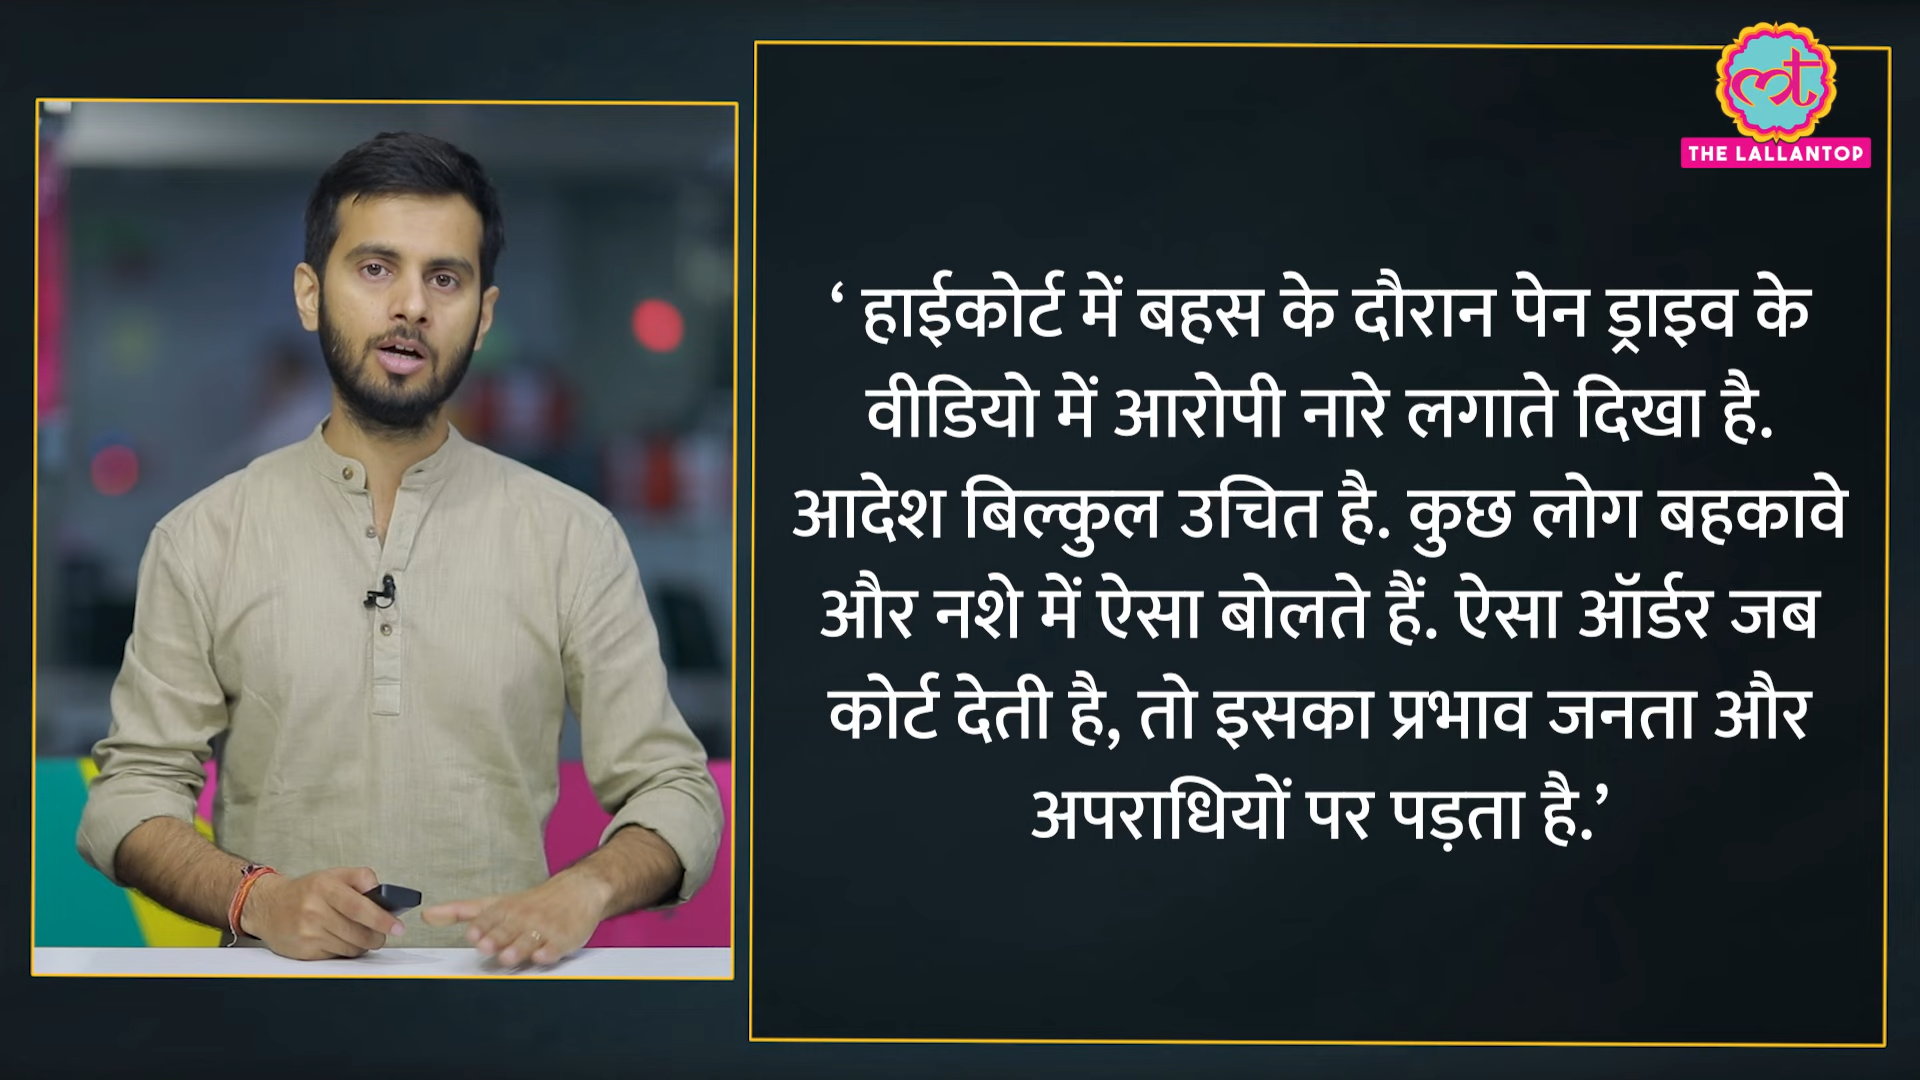 THE LALLANTOP
‘ हाईकोर्ट में बहस के दौरान पेन ड्राइव के
वीडियो में आरोपी नारे लगाते दिखा है.
आदेश बिल्कुल उचित है. कुछ लोग बहकावे
और नशे में ऐसा बोलते हैं. ऐसा ऑर्डर जब
कोर्ट देती है, तो इसका प्रभाव जनता और
अपराधियों पर पड़ता है.’